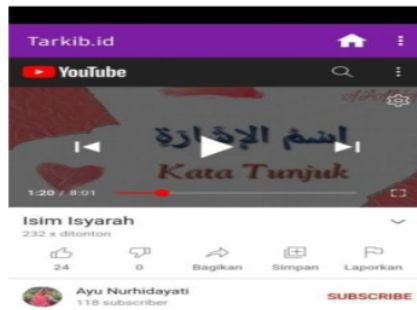 Tarkib.id
YouTube
اسم الإشارة
Kata Tunjuk
1:20 / 8:01
Isim Isyarah
232 x ditonton
24
0
Bagikan
Simpan
Laporkan
Ayu Nurhidayati
118 subscriber
SUBSCRIBE